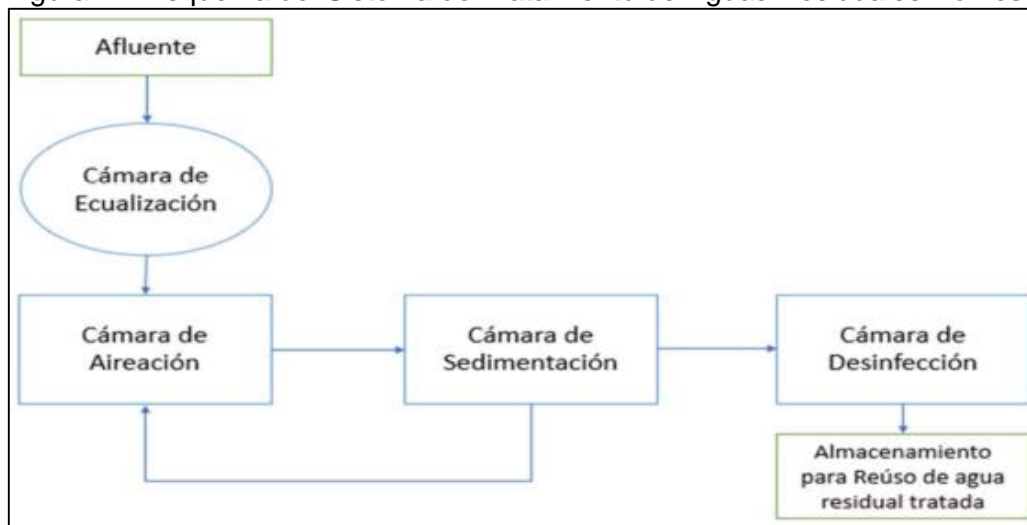 Afluente
Cámara de
Ecualización
Cámara de
Aireación
Cámara de
Sedimentación
Cámara de
Desinfección
Almacenamiento
para Reúso de agua
residual tratada